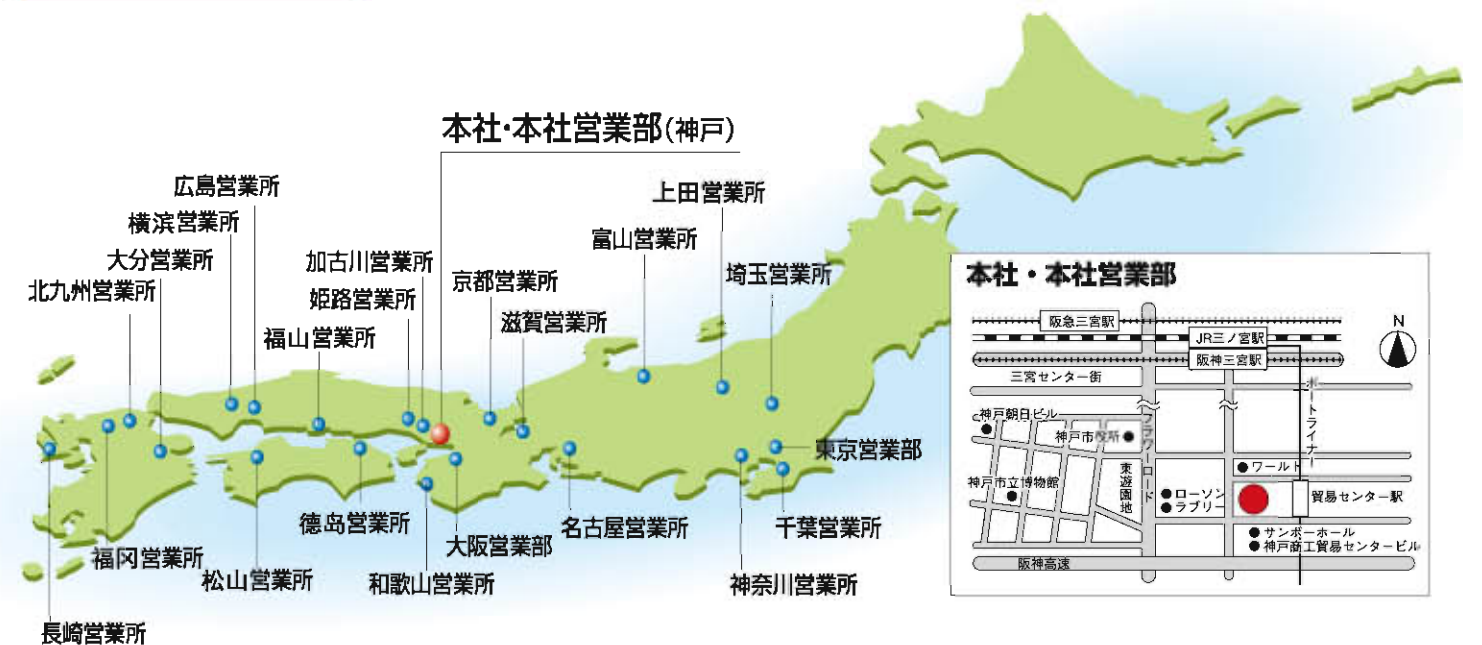 本社・本社営業部(神戸)
広島営業所
横浜営業所
大分営業所
北九州営業所
加古川営業所
姫路営業所
福山営業所
京都営業所
滋賀営業所
上田営業所
富山営業所
埼玉営業所
東京営業部
千葉営業所
神奈川営業所
名古屋営業所
大阪営業部
和歌山営業所
德岛営業所
松山営業所
福冈営業所
長崎営業所
本社・本社営業部
阪急三宮駅
JR三ノ宮駅
阪神三宮駅
N
三宮センター街
ポートライナー
神戸朝日ビル
神戸市役所
フラワーロード
ワールド
神戸市立博物館
東遊園地
ローソン
ラブリー
貿易センター駅
サンボーホール
神戸商工貿易センタービル
阪神高速